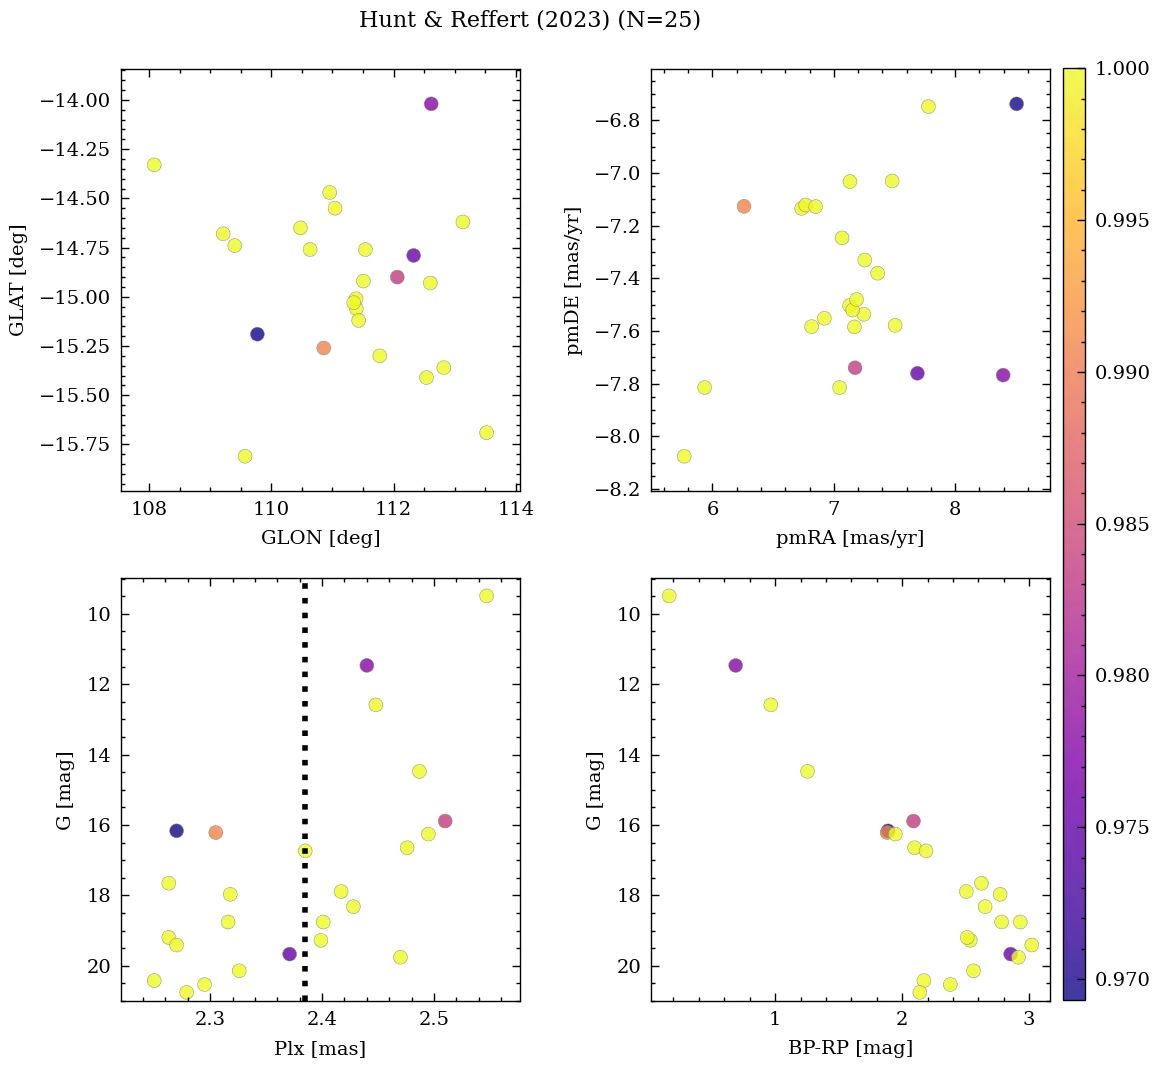 Hunt & Reffert (2023) (N=25)
−14.00
−14.25
−14.50
−14.75
−15.00
−15.25
−15.50
−15.75
GLAT [deg]
108 110 112 114
GLON [deg]
−6.8
−7.0
−7.2
−7.4
−7.6
−7.8
−8.0
−8.2
pmDE [mas/yr]
6 7 8
pmRA [mas/yr]
10
12
14
16
18
20
G [mag]
2.3 2.4 2.5
Plx [mas]
10
12
14
16
18
20
G [mag]
1 2 3
BP-RP [mag]
1.000
0.995
0.990
0.985
0.980
0.975
0.970